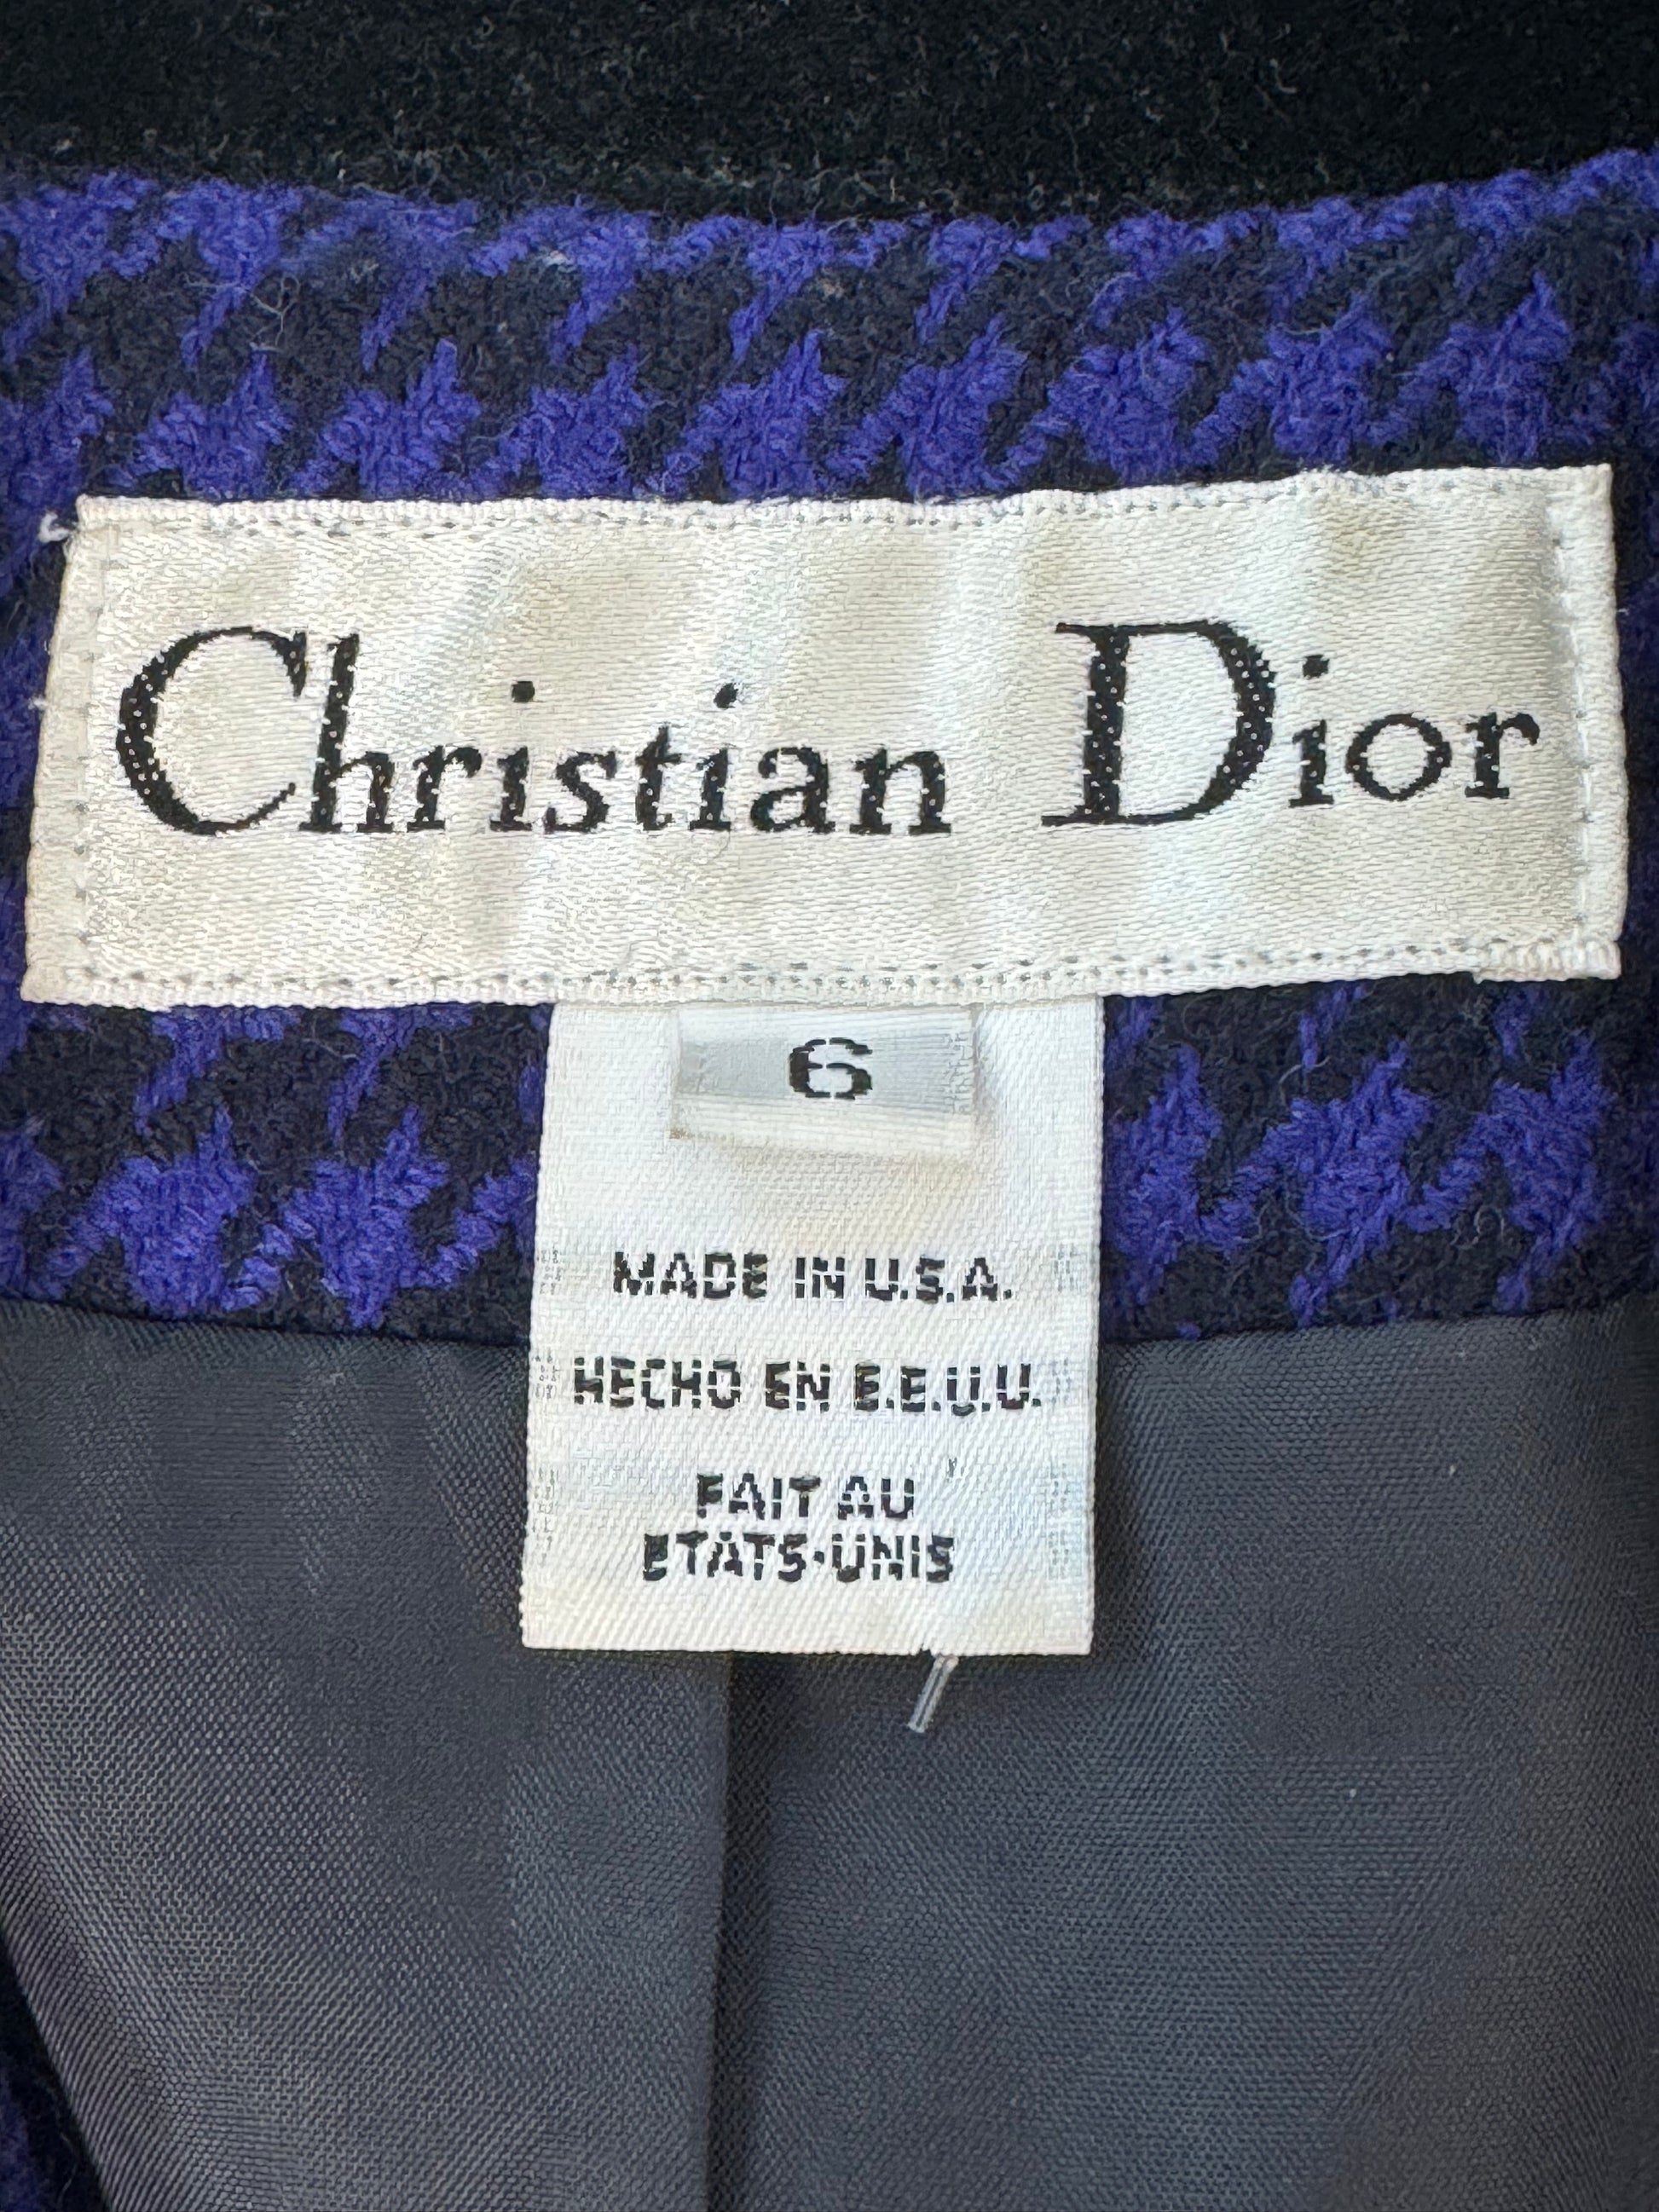 Christian Dior
6
MADE IN U.S.A.
HECHO EN E.E.U.U.
FAIT AU
ETATS-UNIS